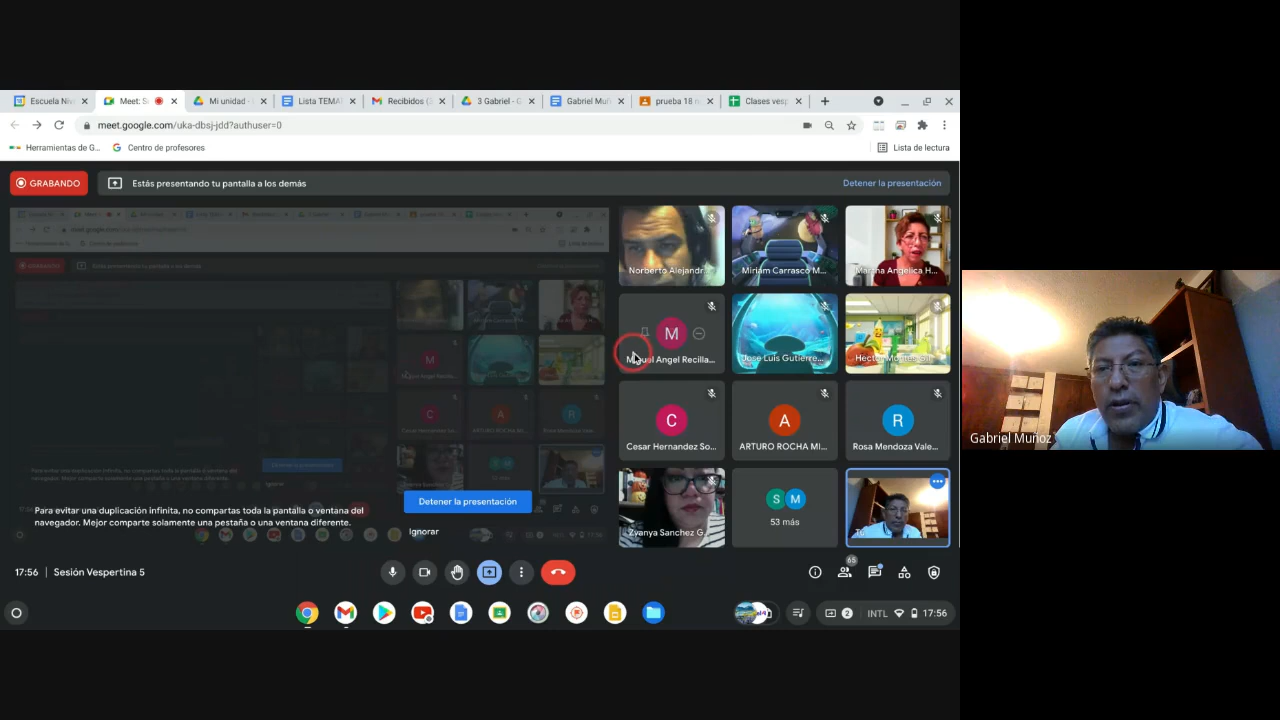 Escuela Niv
Meet: S
Mi unidad -
Lista TEMA
Recibidos (
3 Gabriel - G
Gabriel Mu
prueba 18 n
Clases vesp
meet.google.com/uka-dbsj-jdd?authuser=0
Herramientas de G...
Centro de profesores
Lista de lectura
GRABANDO
Estás presentando tu pantalla a los demás
Detener la presentación
Norberto Alejandr...
Miriam Carrasco M...
Martha Angelica H...
M
Miguel Angel Recilla...
Jose Luis Gutierre...
Hector Montes
C
Cesar Hernandez So...
A
ARTURO ROCHA MI...
R
Rosa Mendoza Vale...
Zyanya Sanchez G...
S M
53 más
Tú
Gabriel Muñoz
Para evitar una duplicación infinita, no compartas toda la pantalla o ventana del
navegador. Mejor comparte solamente una pestaña o una ventana diferente.
Detener la presentación
Ignorar
17:56 | Sesión Vespertina 5
65
2
INTL
17:56